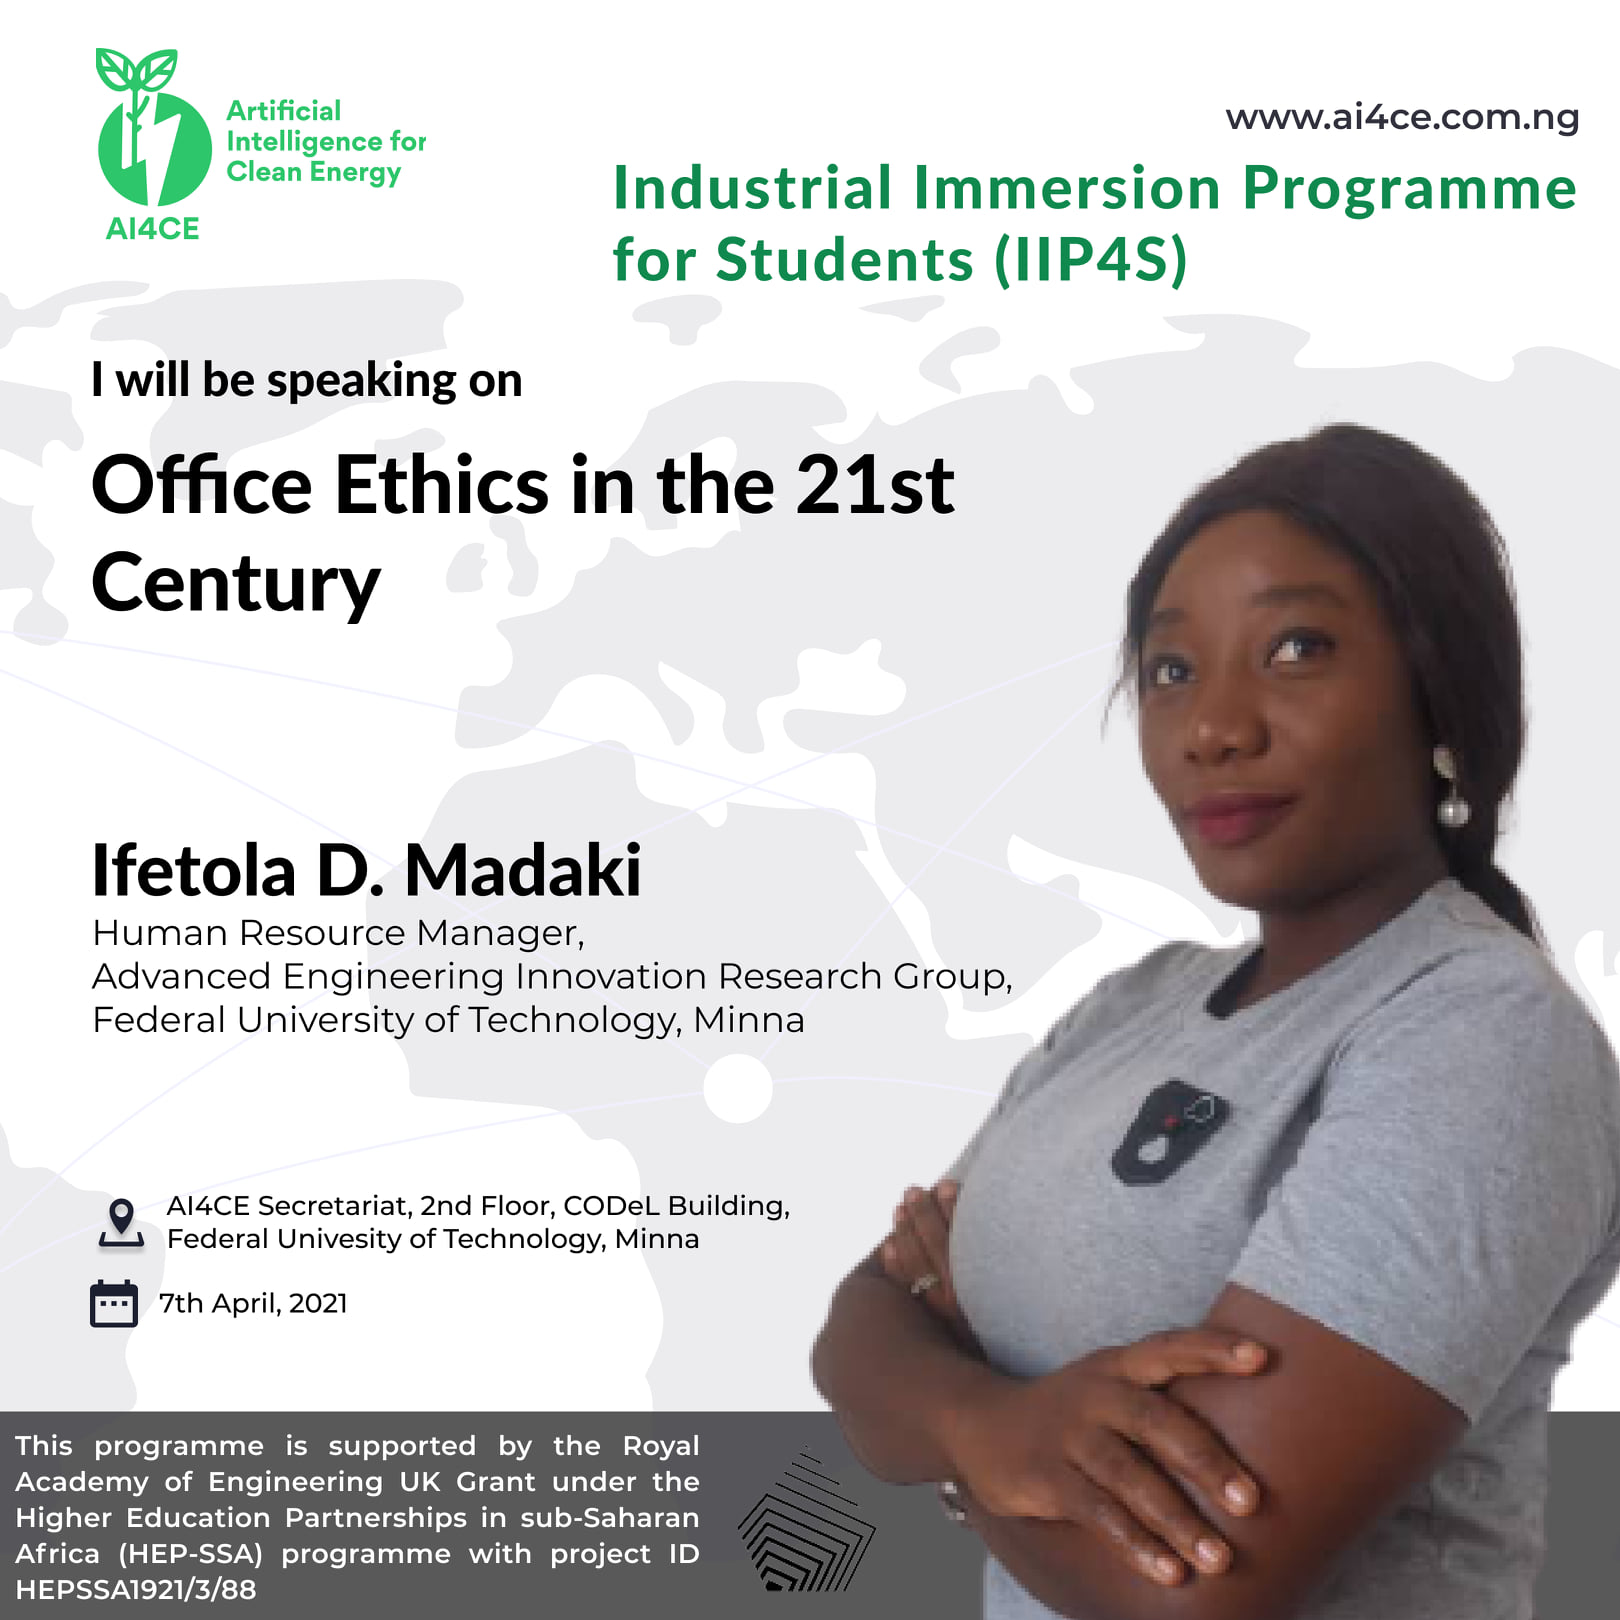 Artificial
Intelligence for
Clean Energy
AI4CE
www.ai4ce.com.ng
Industrial Immersion Programme
for Students (IIP4S)
I will be speaking on
Office Ethics in the 21st
Century
Ifetola D. Madaki
Human Resource Manager,
Advanced Engineering Innovation Research Group,
Federal University of Technology, Minna
AI4CE Secretariat, 2nd Floor, CODeL Building,
Federal Univesity of Technology, Minna
7th April, 2021
This programme is supported by the Royal
Academy of Engineering UK Grant under the
Higher Education Partnerships in sub-Saharan
Africa (HEP-SSA) programme with project ID
HEPSSA1921/3/88